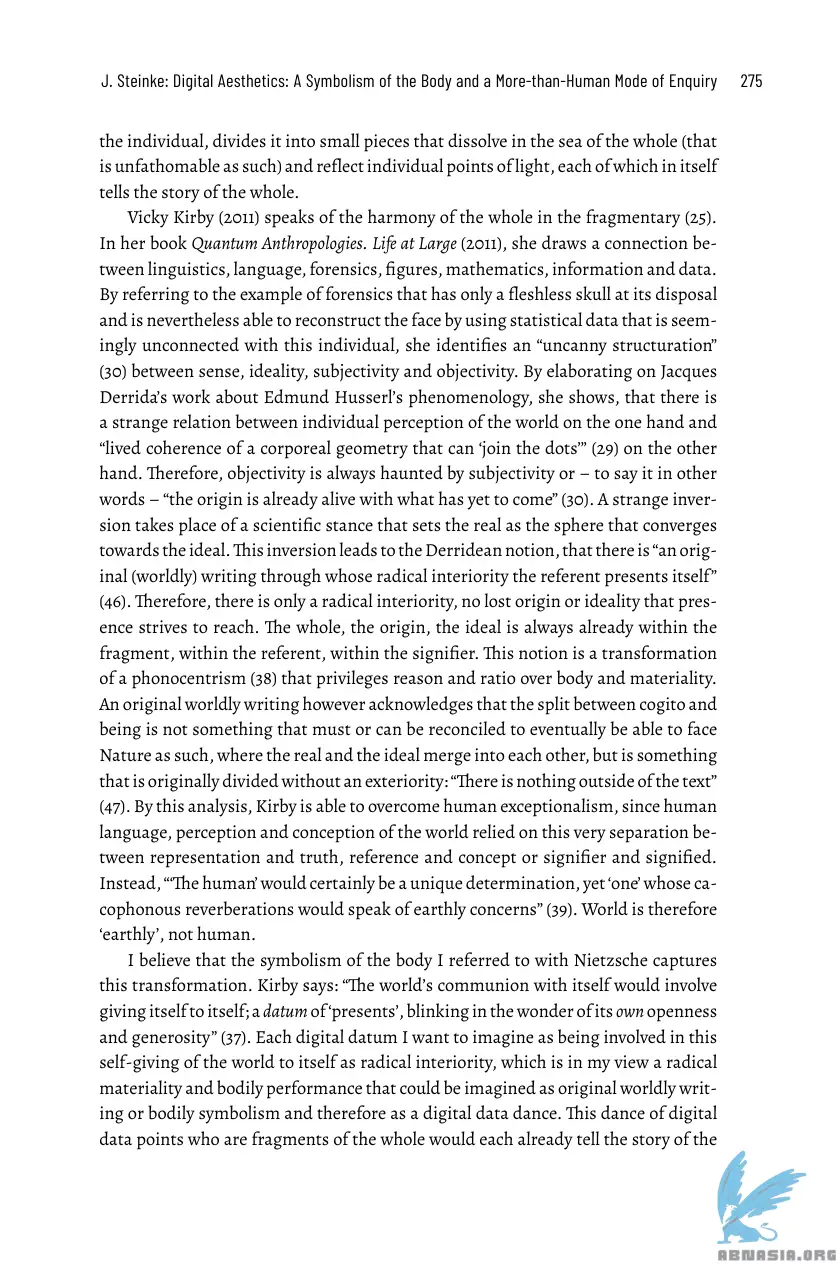 J. Steinke: Digital Aesthetics: A Symbolism of the Body and a More-than-Human Mode of Enquiry 275
the individual, divides it into small pieces that dissolve in the sea of the whole (that
is unfathomable as such) and reflect individual points of light, each of which in itself
tells the story of the whole.
Vicky Kirby (2011) speaks of the harmony of the whole in the fragmentary (25).
In her book Quantum Anthropologies. Life at Large (2011), she draws a connection be-
tween linguistics, language, forensics, figures, mathematics, information and data.
By referring to the example of forensics that has only a fleshless skull at its disposal
and is nevertheless able to reconstruct the face by using statistical data that is seem-
ingly unconnected with this individual, she identifies an “uncanny structuration”
(30) between sense, ideality, subjectivity and objectivity. By elaborating on Jacques
Derrida’s work about Edmund Husserl’s phenomenology, she shows, that there is
a strange relation between individual perception of the world on the one hand and
“lived coherence of a corporeal geometry that can ‘join the dots’” (29) on the other
hand. Therefore, objectivity is always haunted by subjectivity or – to say it in other
words – “the origin is already alive with what has yet to come” (30). A strange inver-
sion takes place of a scientific stance that sets the real as the sphere that converges
towards the ideal. This inversion leads to the Derridean notion, that there is “an orig-
inal (worldly) writing through whose radical interiority the referent presents itself”
(46). Therefore, there is only a radical interiority, no lost origin or ideality that pres-
ence strives to reach. The whole, the origin, the ideal is always already within the
fragment, within the referent, within the signifier. This notion is a transformation
of a phonocentrism (38) that privileges reason and ratio over body and materiality.
An original worldly writing however acknowledges that the split between cogito and
being is not something that must or can be reconciled to eventually be able to face
Nature as such, where the real and the ideal merge into each other, but is something
that is originally divided without an exteriority: “There is nothing outside of the text”
(47). By this analysis, Kirby is able to overcome human exceptionalism, since human
language, perception and conception of the world relied on this very separation be-
tween representation and truth, reference and concept or signifier and signified.
Instead, “‘The human’ would certainly be a unique determination, yet ‘one’ whose ca-
cophonous reverberations would speak of earthly concerns” (39). World is therefore
‘earthly’, not human.
I believe that the symbolism of the body I referred to with Nietzsche captures
this transformation. Kirby says: “The world’s communion with itself would involve
giving itself to itself; a datum of ‘presents’, blinking in the wonder of its own openness
and generosity” (37). Each digital datum I want to imagine as being involved in this
self-giving of the world to itself as radical interiority, which is in my view a radical
materiality and bodily performance that could be imagined as original worldly writ-
ing or bodily symbolism and therefore as a digital data dance. This dance of digital
data points who are fragments of the whole would each already tell the story of the
ABNASIA.ORG